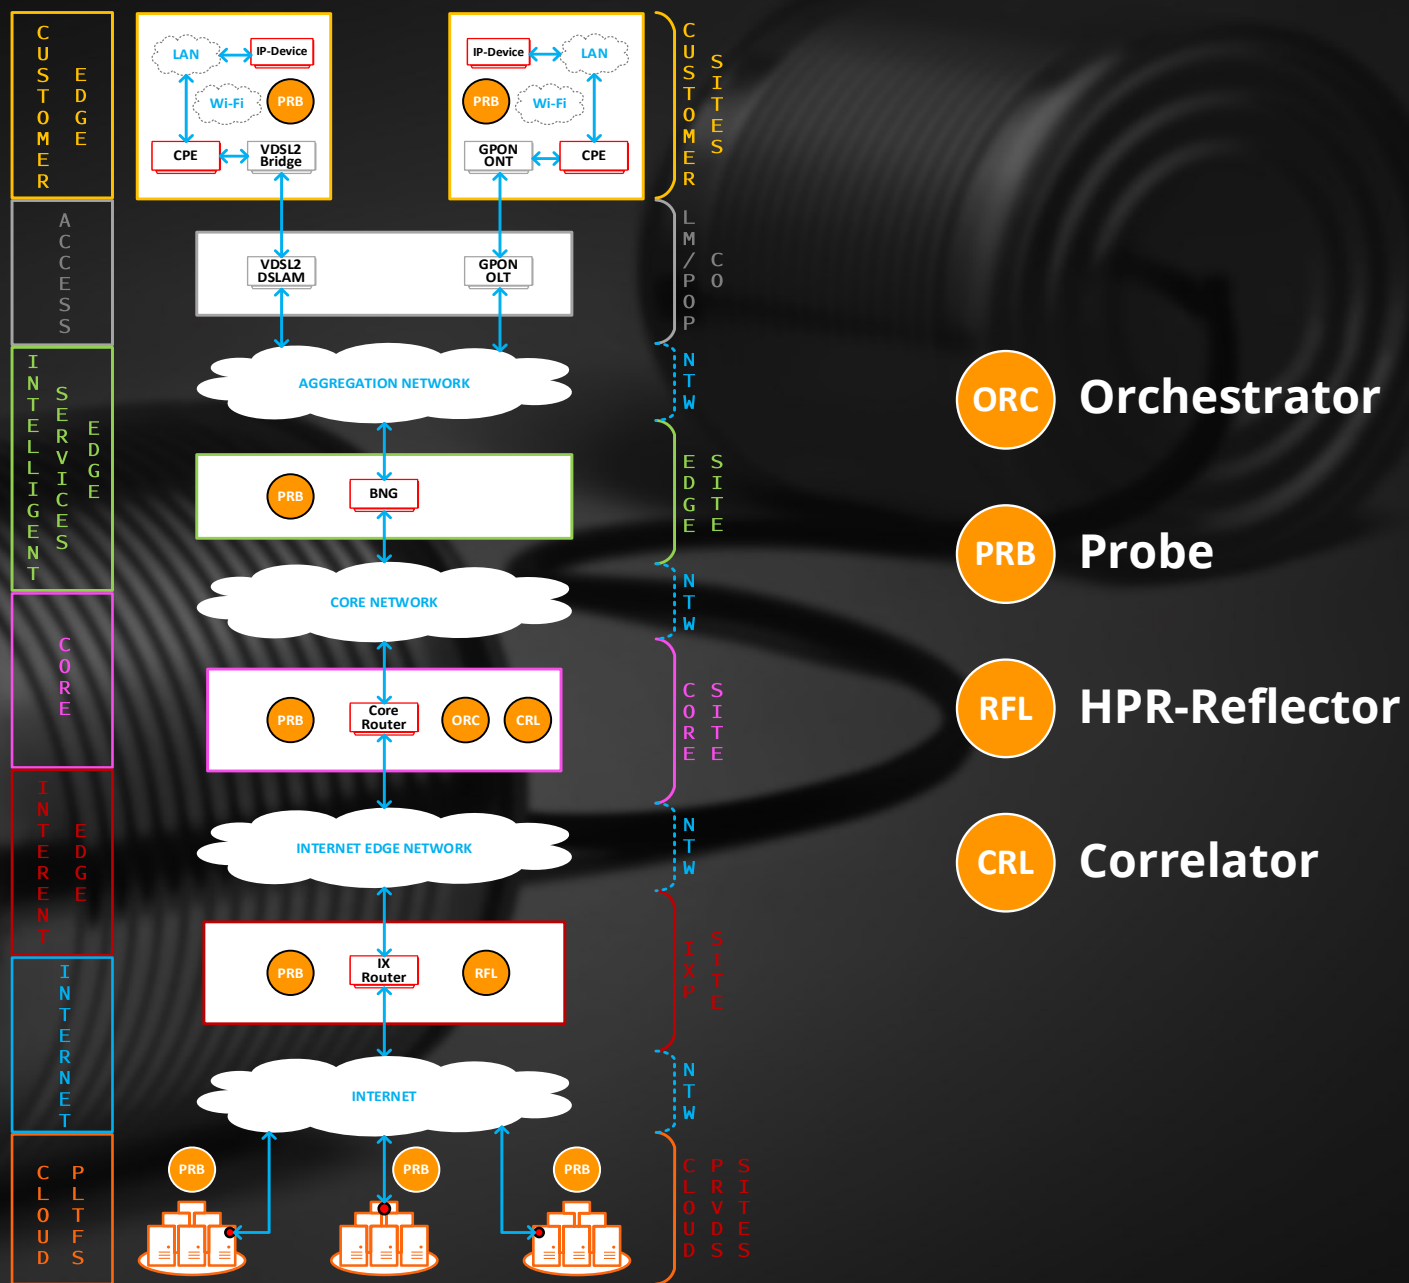 CUSTOMER
EDGE
LAN
IP-Device
Wi-Fi
PRB
CPE
VDSL2
Bridge
IP-Device
LAN
PRB
Wi-Fi
GPON
ONT
CPE
CUSTOMER
SITES
ACCESS
VDSL2
DSLAM
GPON
OLT
LM/POP
CO
INTELLIGENT
SERVICES
EDGE
AGGREGATION NETWORK
NTW
PRB
BNG
EDGE
SITE
CORE NETWORK
NTW
CORE
PRB
Core
Router
ORC
CRL
CORE
SITE
INTERENT
EDGE
INTERNET EDGE NETWORK
NTW
PRB
IX
Router
RFL
IXP
SITE
INTERNET
INTERNET
NTW
CLOUD
PLTFS
PRB
PRB
PRB
CLOUD
PRVDS
SITES
ORC
Orchestrator
PRB
Probe
RFL
HPR-Reflector
CRL
Correlator